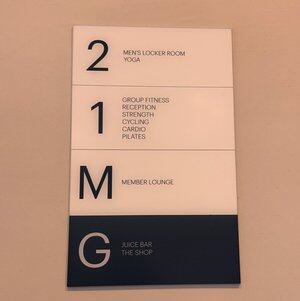 2
MEN'S LOCKER ROOM
YOGA
1
GROUP FITNESS
RECEPTION
STRENGTH
CYCLING
CARDIO
PILATES
M
MEMBER LOUNGE
G
JUICE BAR
THE SHOP